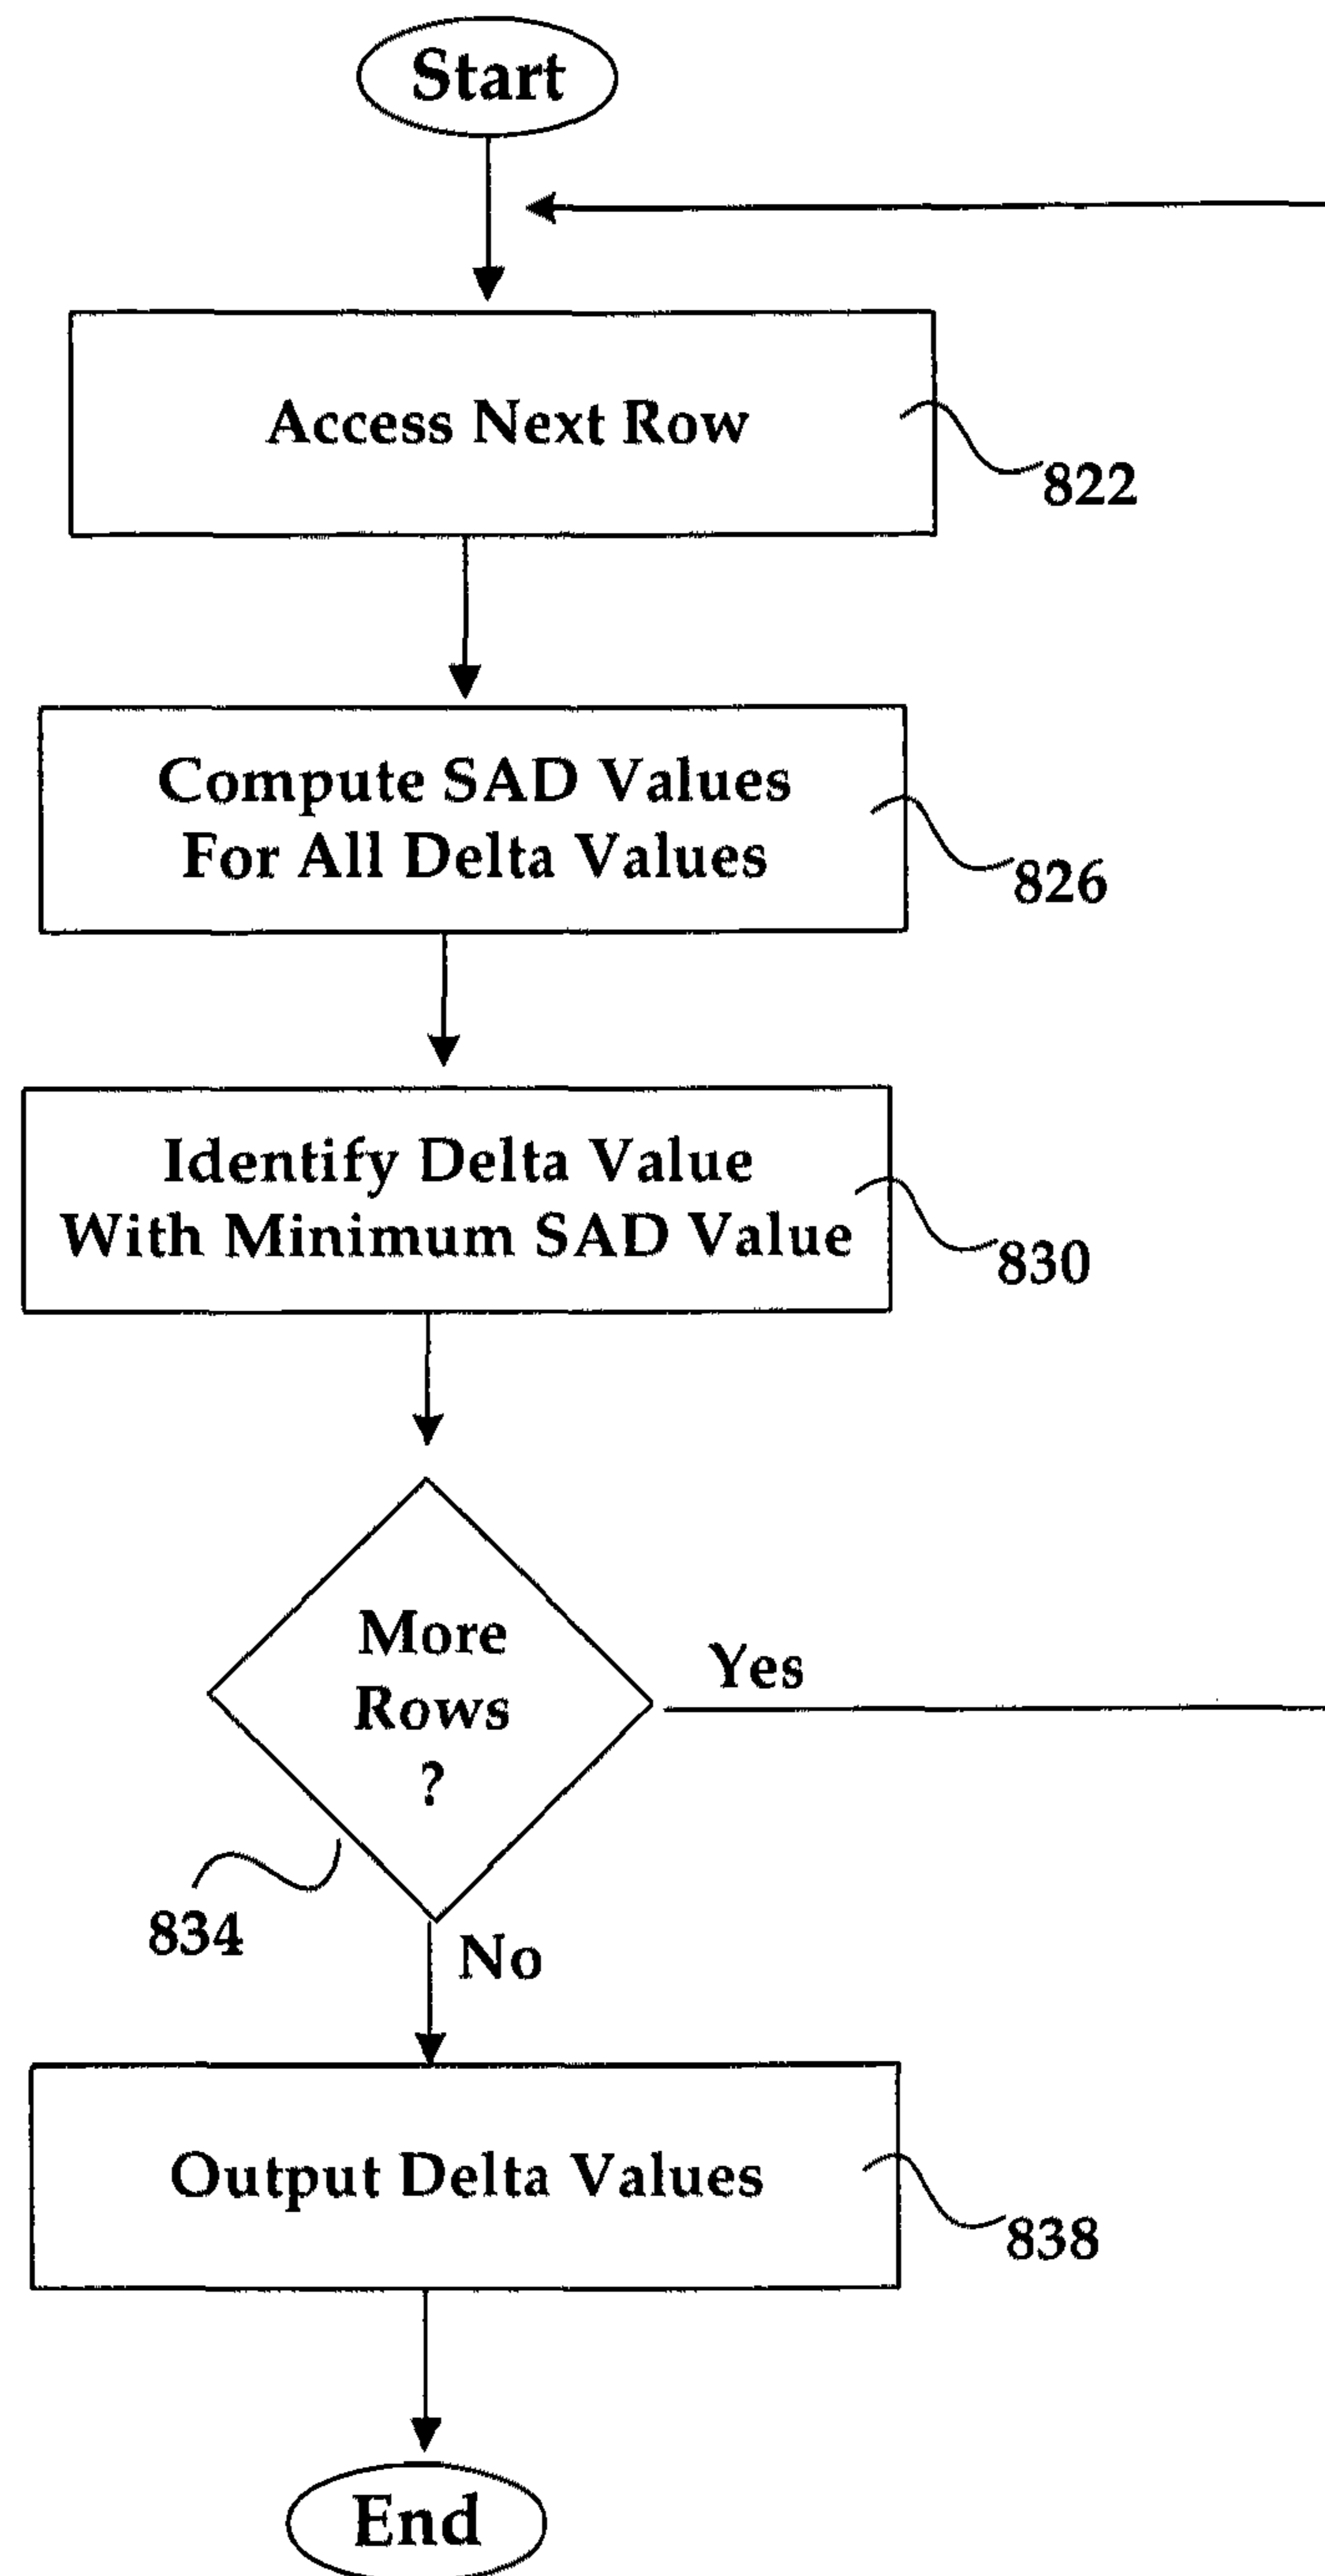 Start
Access Next Row
822
Compute SAD Values
For All Delta Values
826
Identify Delta Value
With Minimum SAD Value
830
More
Rows
?
Yes
834
No
Output Delta Values
838
End